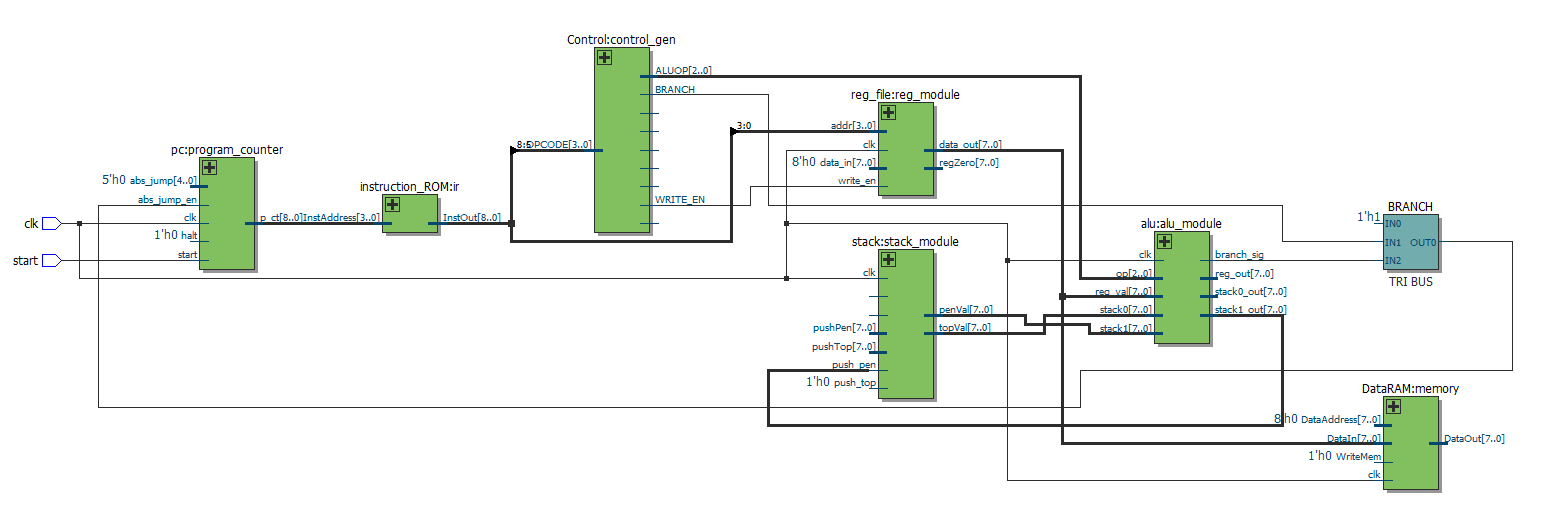 Control:control_gen
ALUOP[2..0]
BRANCH
OPCODE[3..0]
8:5
WRITE_EN
reg_file:reg_module
3:0
addr[3..0]
clk
8'h0 data_in[7..0]
write_en
data_out[7..0]
regZero[7..0]
pc:program_counter
5'h0 abs_jump[4..0]
abs_jump_en
clk
1'h0 halt
start
p_ct[8..0]
clk
start
instruction_ROM:ir
InstAddress[3..0]
InstOut[8..0]
stack:stack_module
clk
pushPen[7..0]
pushTop[7..0]
push_pen
1'h0 push_top
penVal[7..0]
topVal[7..0]
alu:alu_module
clk
op[2..0]
reg_val[7..0]
stack0[7..0]
stack1[7..0]
branch_sig
reg_out[7..0]
stack0_out[7..0]
stack1_out[7..0]
BRANCH
1'h1
IN0
IN1
IN2
OUT0
TRI BUS
DataRAM:memory
8'h0 DataAddress[7..0]
DataIn[7..0]
1'h0 WriteMem
clk
DataOut[7..0]